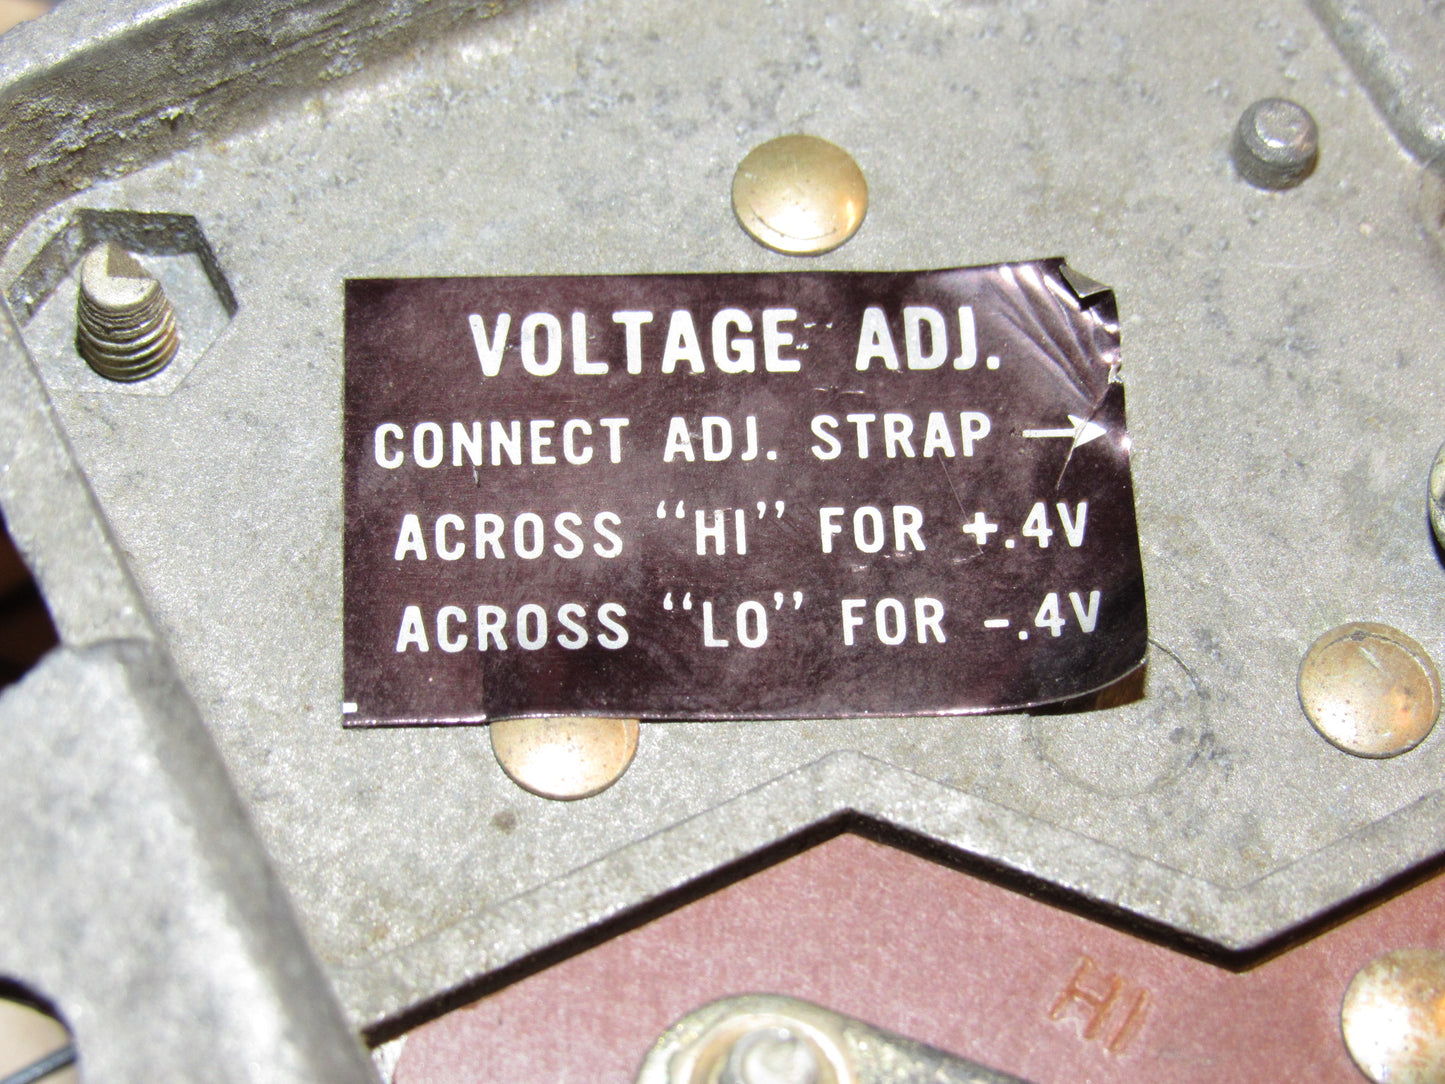 VOLTAGE ADJ.
CONNECT ADJ. STRAP →
ACROSS “HI” FOR +.4V
ACROSS “LO” FOR -.4V
HI